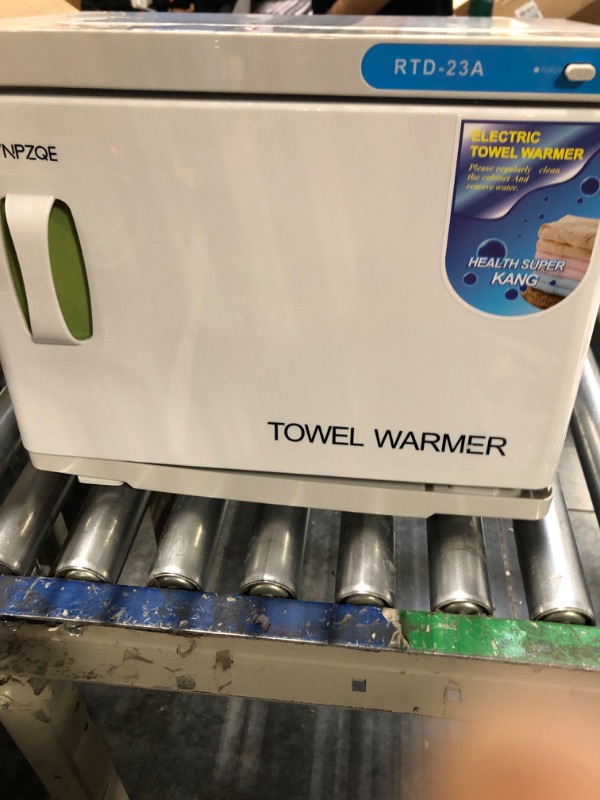 RTD-23A
POWER
NPZQE
ELECTRIC
TOWEL WARMER
Please regularly clean
the cabinet And
remove water.
HEALTH SUPER
KANG
TOWEL WARMER